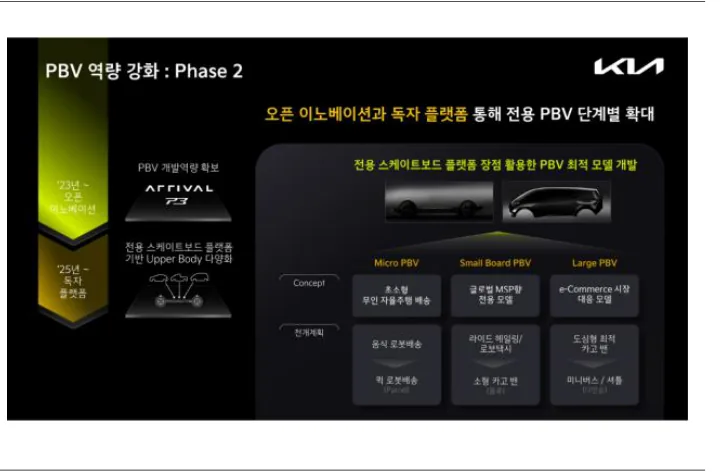 PBV 역량 강화 : Phase 2
KIA
오픈 이노베이션과 독자 플랫폼 통해 전용 PBV 단계별 확대
'23년 ~
오픈
이노베이션
PBV 개발역량 확보
ARRIVAL
'25년 ~
독자
플랫폼
전용 스케이트보드 플랫폼
기반 Upper Body 다양화
전용 스케이트보드 플랫폼 장점 활용한 PBV 최적 모델 개발
Micro PBV
Small Board PBV
Large PBV
Concept
초소형
무인 자율주행 배송
글로벌 MSP향
전용 모델
e-Commerce 시장
대응 모델
전개계획
음식 로봇배송
라이드 헤일링/
로보택시
도심형 최적
카고 밴
퀵 로봇배송
(Parcel)
소형 카고 밴
(물류)
미니버스 / 셔틀